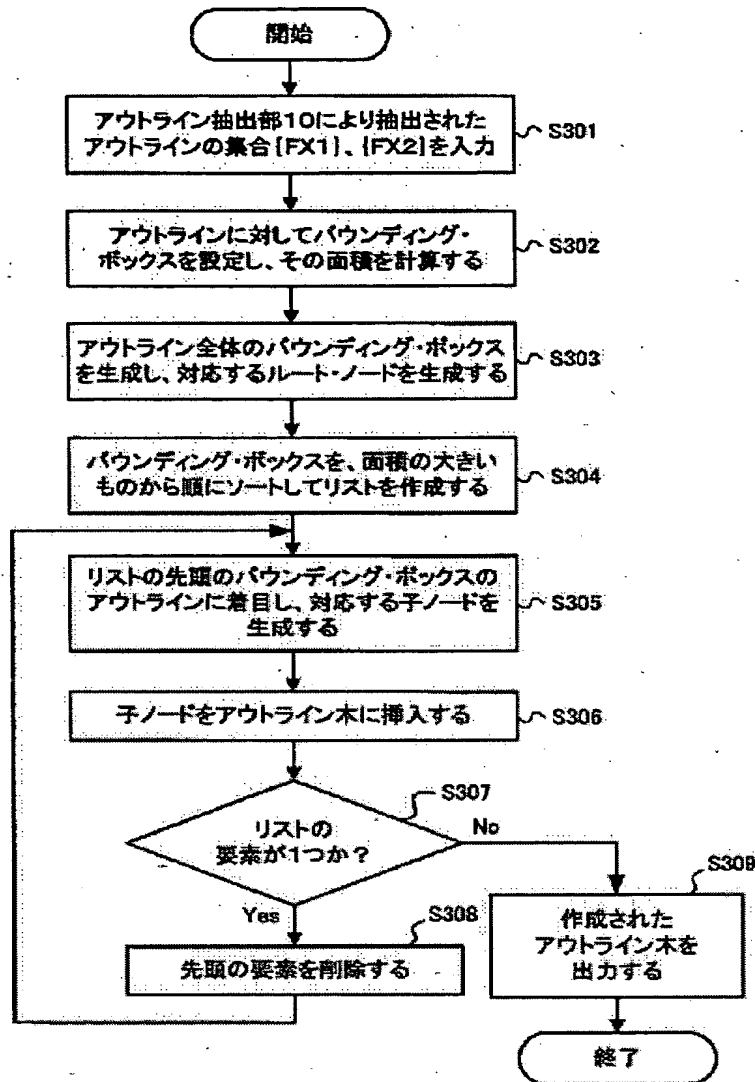 開始
アウトライン抽出部10により抽出された
アウトラインの集合{FX1}、{FX2}を入力
S301
アウトラインに対してバウンディング・
ボックスを設定し、その面積を計算する
S302
アウトライン全体のバウンディング・ボックス
を生成し、対応するルート・ノードを生成する
S303
バウンディング・ボックスを、面積の大きい
ものから順にソートしてリストを作成する
S304
リストの先頭のバウンディング・ボックスの
アウトラインに着目し、対応する子ノードを
生成する
S305
子ノードをアウトライン木に挿入する
S306
S307
リストの
要素が1つか？
No
Yes
S308
先頭の要素を削除する
S309
作成された
アウトライン木を
出力する
終了